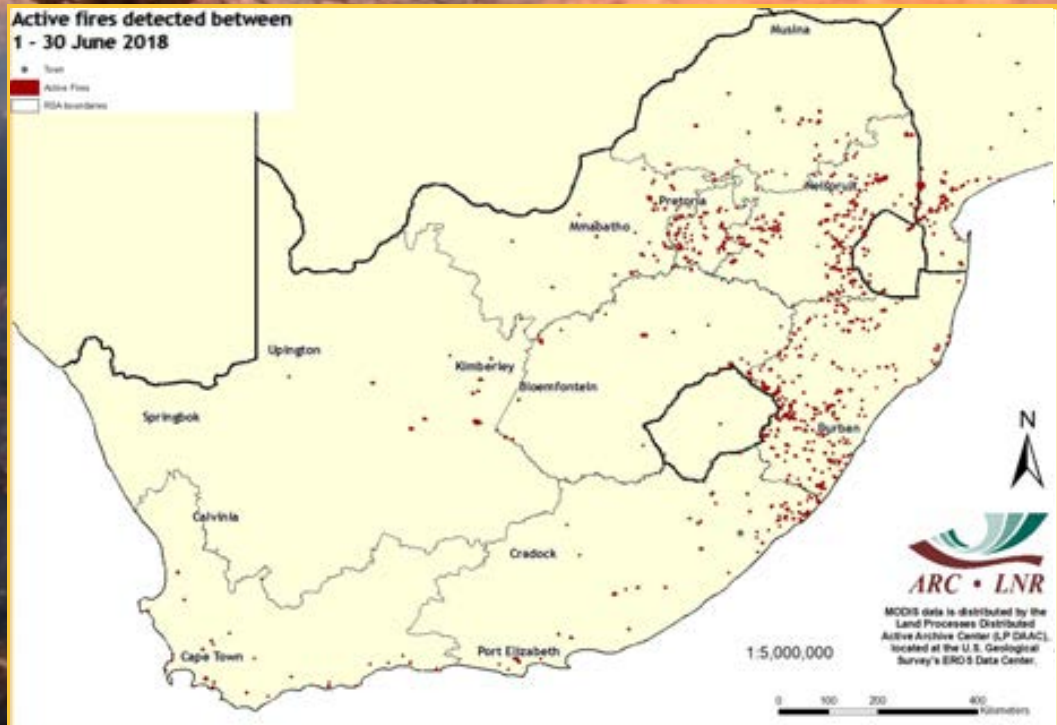 Active fires detected between
1 - 30 June 2018
Town
Active Fires
RSA boundaries
Musina
Nelspruit
Pretoria
Mmabatho
Upington
Kimberley
Bloemfontein
Springbok
Durban
N
Calvinia
Cradock
ARC • LNR
MODIS data is distributed by the
Land Processes Distributed
Active Archive Center (LP DAAC),
located at the U.S. Geological
Survey's EROS Data Center.
Cape Town
Port Elizabeth
1:5,000,000
0 100 200 400
Kilometers